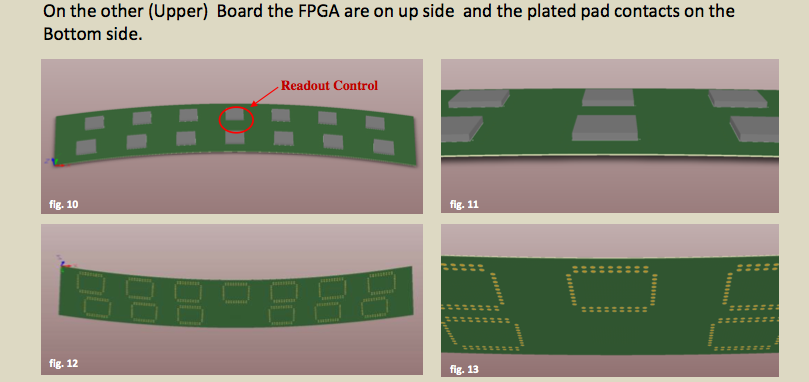 On the other (Upper) Board the FPGA are on up side and the plated pad contacts on the
Bottom side.
Readout Control
fig. 10
fig. 11
fig. 12
fig. 13